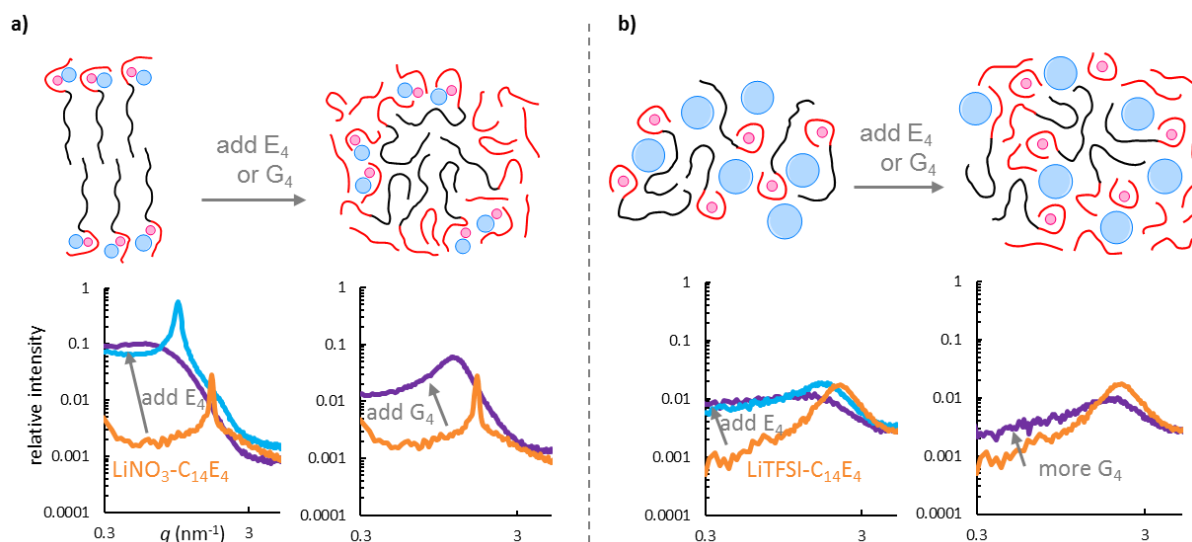 a)
b)
add E₄
or G₄
add E₄
or G₄
relative intensity
1
0.1
0.01
0.001
0.0001
add E₄
LiNO₃-C₁₄E₄
0.3
q (nm⁻¹)
3
1
0.1
0.01
0.001
0.0001
add G₄
0.3
3
1
0.1
0.01
0.001
0.0001
add E₄
LiTFSI-C₁₄E₄
0.3
3
1
0.1
0.01
0.001
0.0001
more G₄
0.3
3